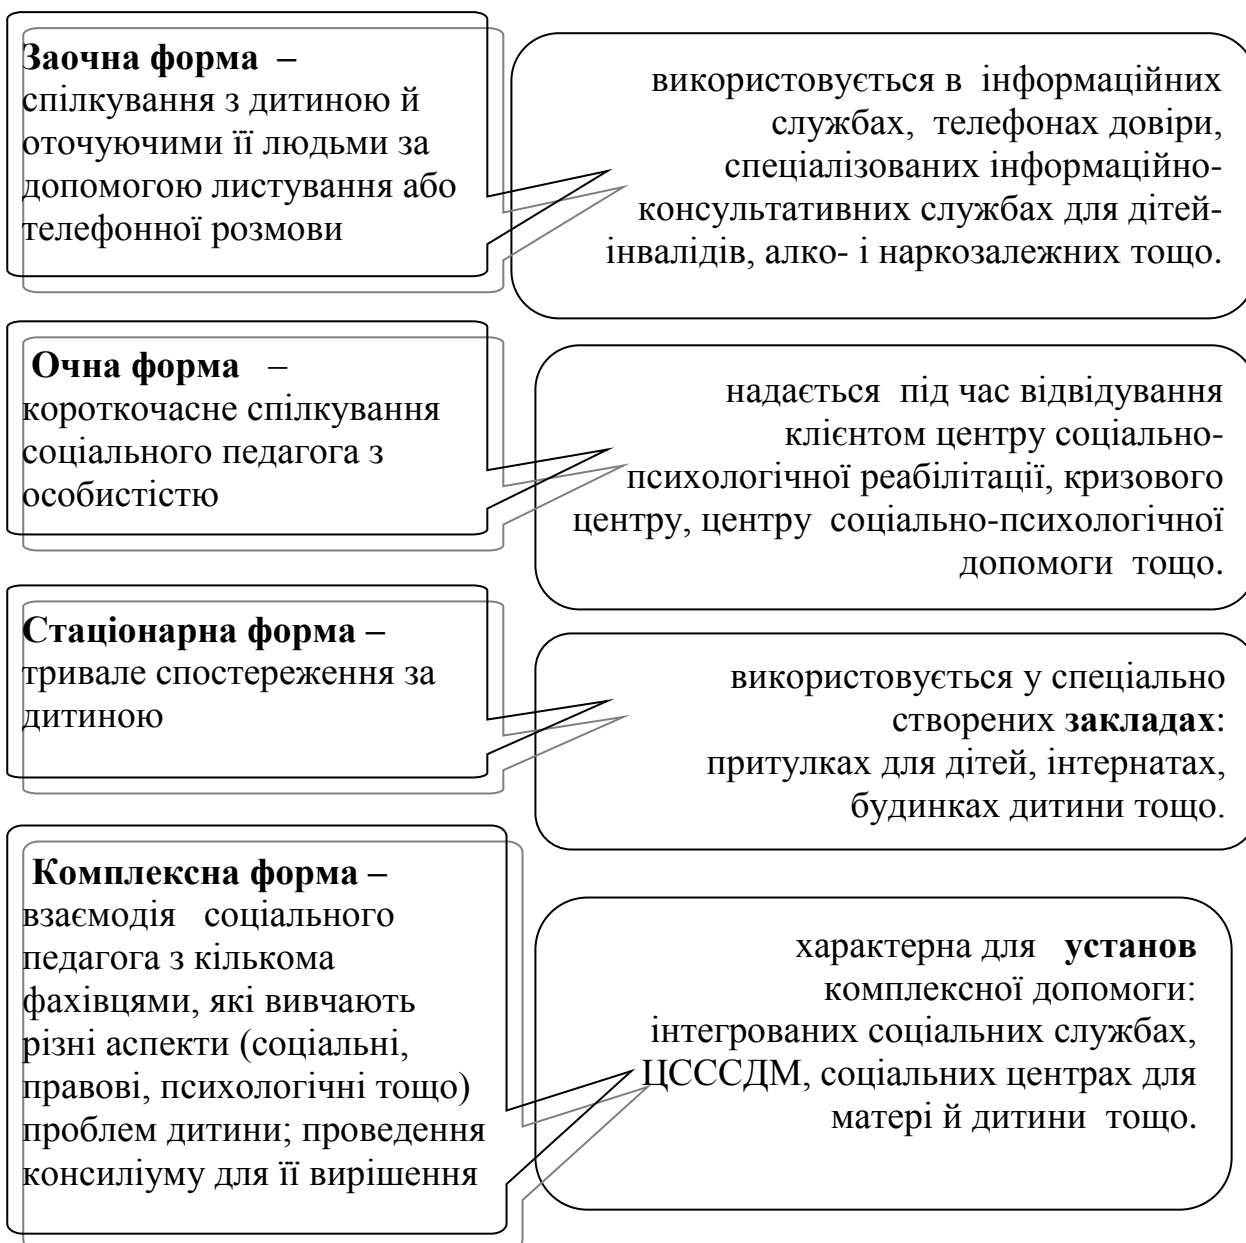 Заочна форма –
спілкування з дитиною й
оточуючими її людьми за
допомогою листування або
телефонної розмови
використовується в інформаційних
службах, телефонах довіри,
спеціалізованих інформаційно-
консультативних службах для дітей-
інвалідів, алко- і наркозалежних тощо.
Очна форма –
короткочасне спілкування
соціального педагога з
особистістю
надається під час відвідування
клієнтом центру соціально-
психологічної реабілітації, кризового
центру, центру соціально-психологічної
допомоги тощо.
Стаціонарна форма –
тривале спостереження за
дитиною
використовується у спеціально
створених закладах:
притулках для дітей, інтернатах,
будинках дитини тощо.
Комплексна форма –
взаємодія соціального
педагога з кількома
фахівцями, які вивчають
різні аспекти (соціальні,
правові, психологічні тощо)
проблем дитини; проведення
консиліуму для її вирішення
характерна для установ
комплексної допомоги:
інтегрованих соціальних службах,
ЦСССДМ, соціальних центрах для
матері й дитини тощо.